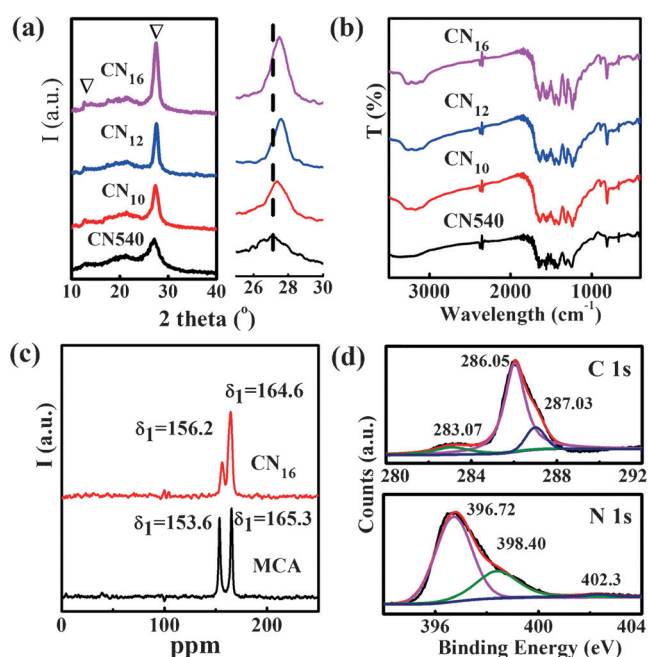 (a)
I (a.u.)
CN16
CN12
CN10
CN540
10 20 30 40
26 28 30
2 theta (°)
(b)
T (%)
CN16
CN12
CN10
CN540
3000 2000 1000
Wavelength (cm-1)
(c)
I (a.u.)
δ1=164.6
δ1=156.2
CN16
δ1=153.6
δ1=165.3
MCA
0 100 200
ppm
(d)
Counts (a.u.)
286.05
C 1s
287.03
283.07
280 284 288 292
396.72
N 1s
398.40
402.3
396 400 404
Binding Energy (eV)